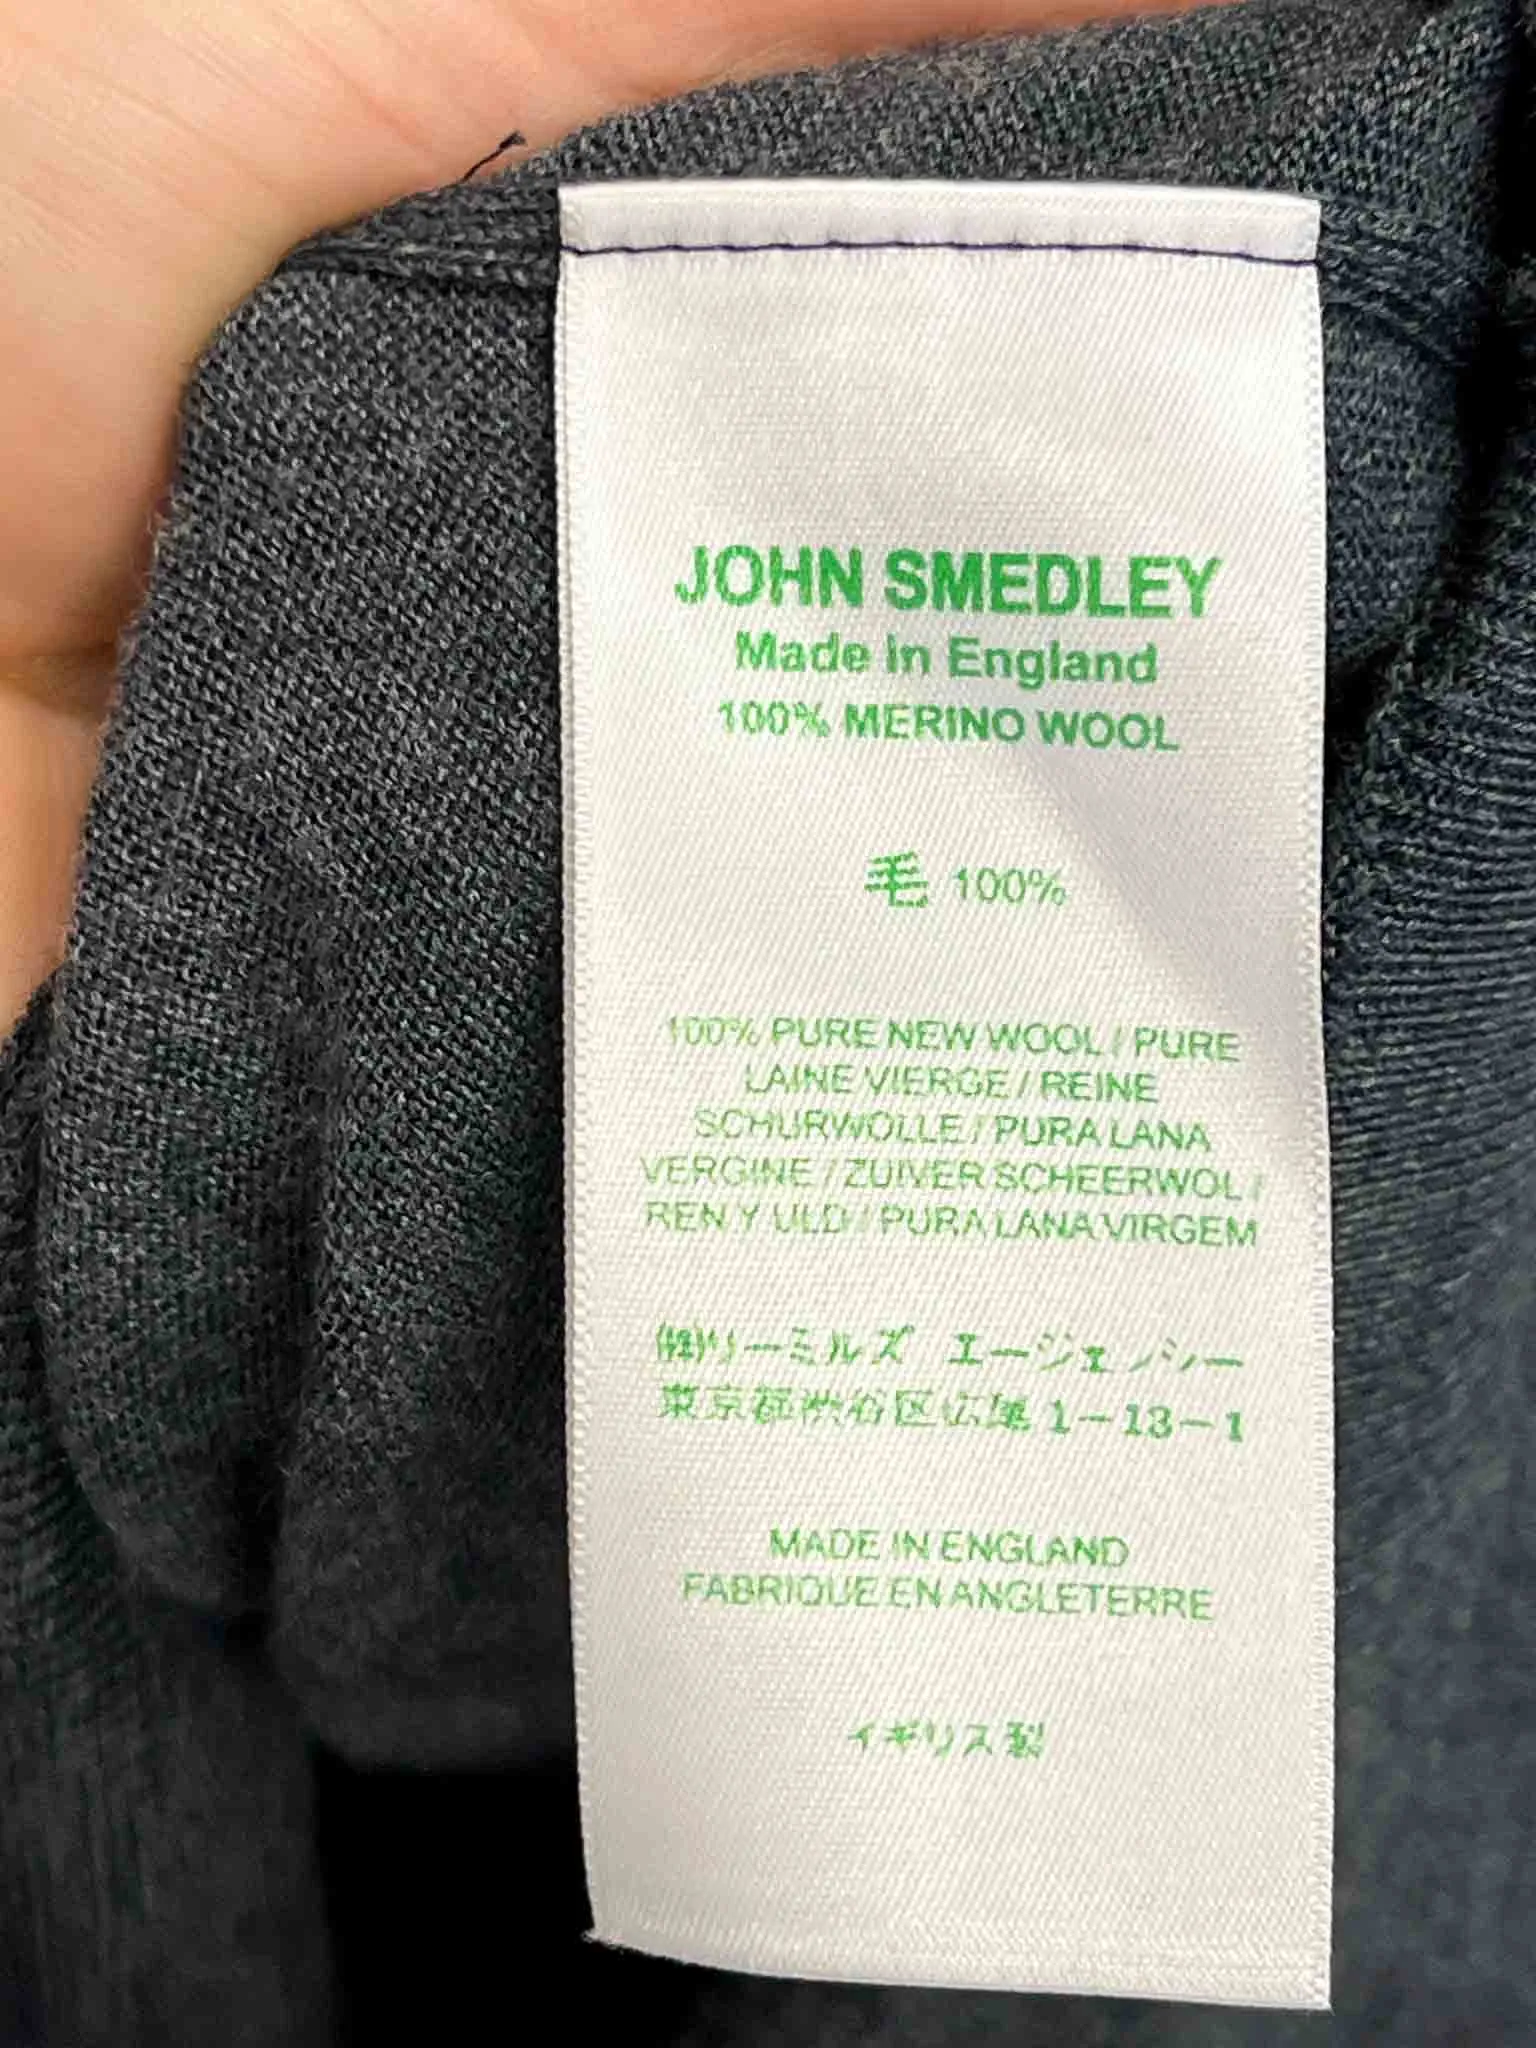 JOHN SMEDLEY
Made in England
100% MERINO WOOL
毛 100%
100% PURE NEW WOOL / PURE
LAINE VIERGE / REINE
SCHURWOLLE / PURA LANA
VERGINE / ZUIVER SCHEERWOL /
REN Y ULD / PURA LANA VIRGEM
(株)リーミルズ エージェンシー
東京都渋谷区広尾 1-13-1
MADE IN ENGLAND
FABRIQUE EN ANGLETERRE
イギリス製